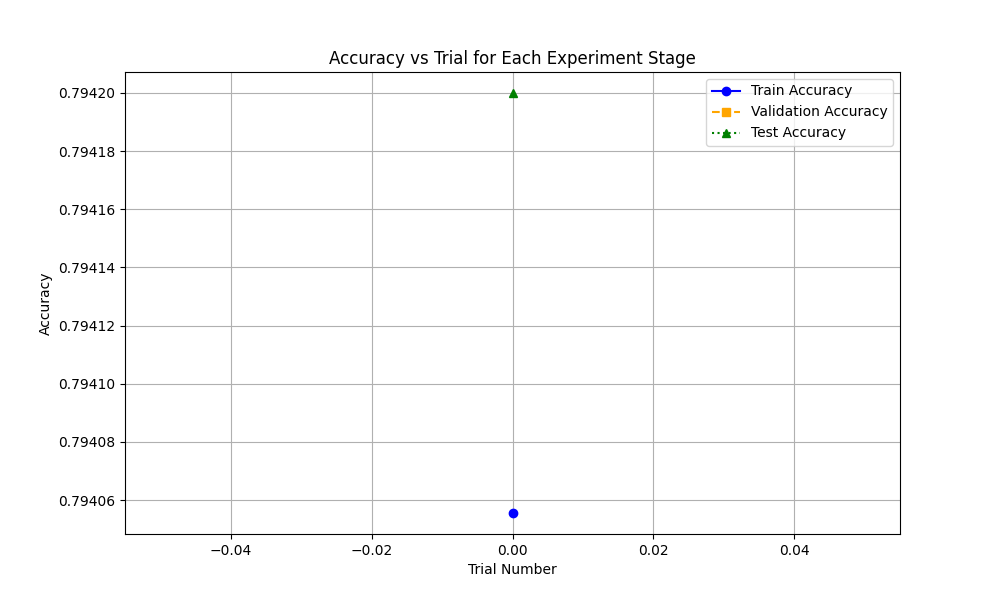 Accuracy vs Trial for Each Experiment Stage
Train Accuracy
Validation Accuracy
Test Accuracy
0.79420
0.79418
0.79416
0.79414
0.79412
0.79410
0.79408
0.79406
Accuracy
−0.04 −0.02 0.00 0.02 0.04
Trial Number